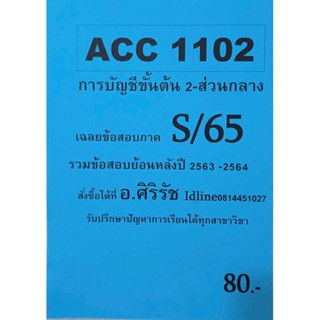 ACC 1102
การบัญชีขั้นต้น 2-ส่วนกลาง
เฉลยข้อสอบภาค S/65
รวมข้อสอบย้อนหลังปี 2563 -2564
สั่งซื้อได้ที่ อ.ศิริรัช Idline0814451027
รับปรึกษาปัญหาการเรียนได้ทุกสาขาวิชา
80.-